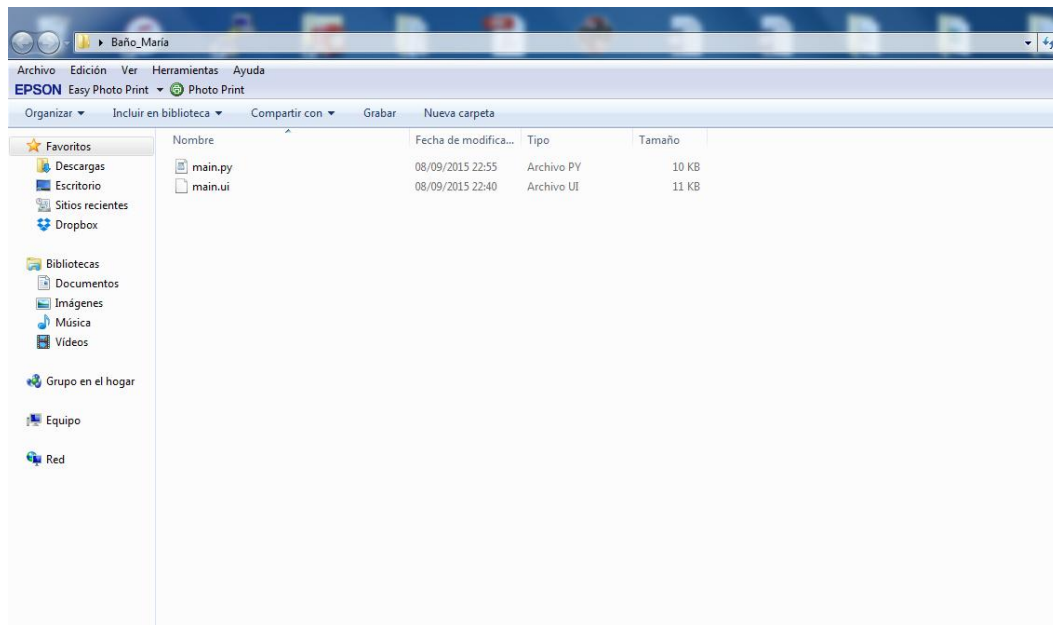 Baño_María
Archivo Edición Ver Herramientas Ayuda
EPSON Easy Photo Print Photo Print
Organizar Incluir en biblioteca Compartir con Grabar Nueva carpeta
Nombre Fecha de modifica... Tipo Tamaño
Favoritos
Descargas
Escritorio
Sitios recientes
Dropbox
main.py 08/09/2015 22:55 Archivo PY 10 KB
main.ui 08/09/2015 22:40 Archivo UI 11 KB
Bibliotecas
Documentos
Imágenes
Música
Vídeos
Grupo en el hogar
Equipo
Red